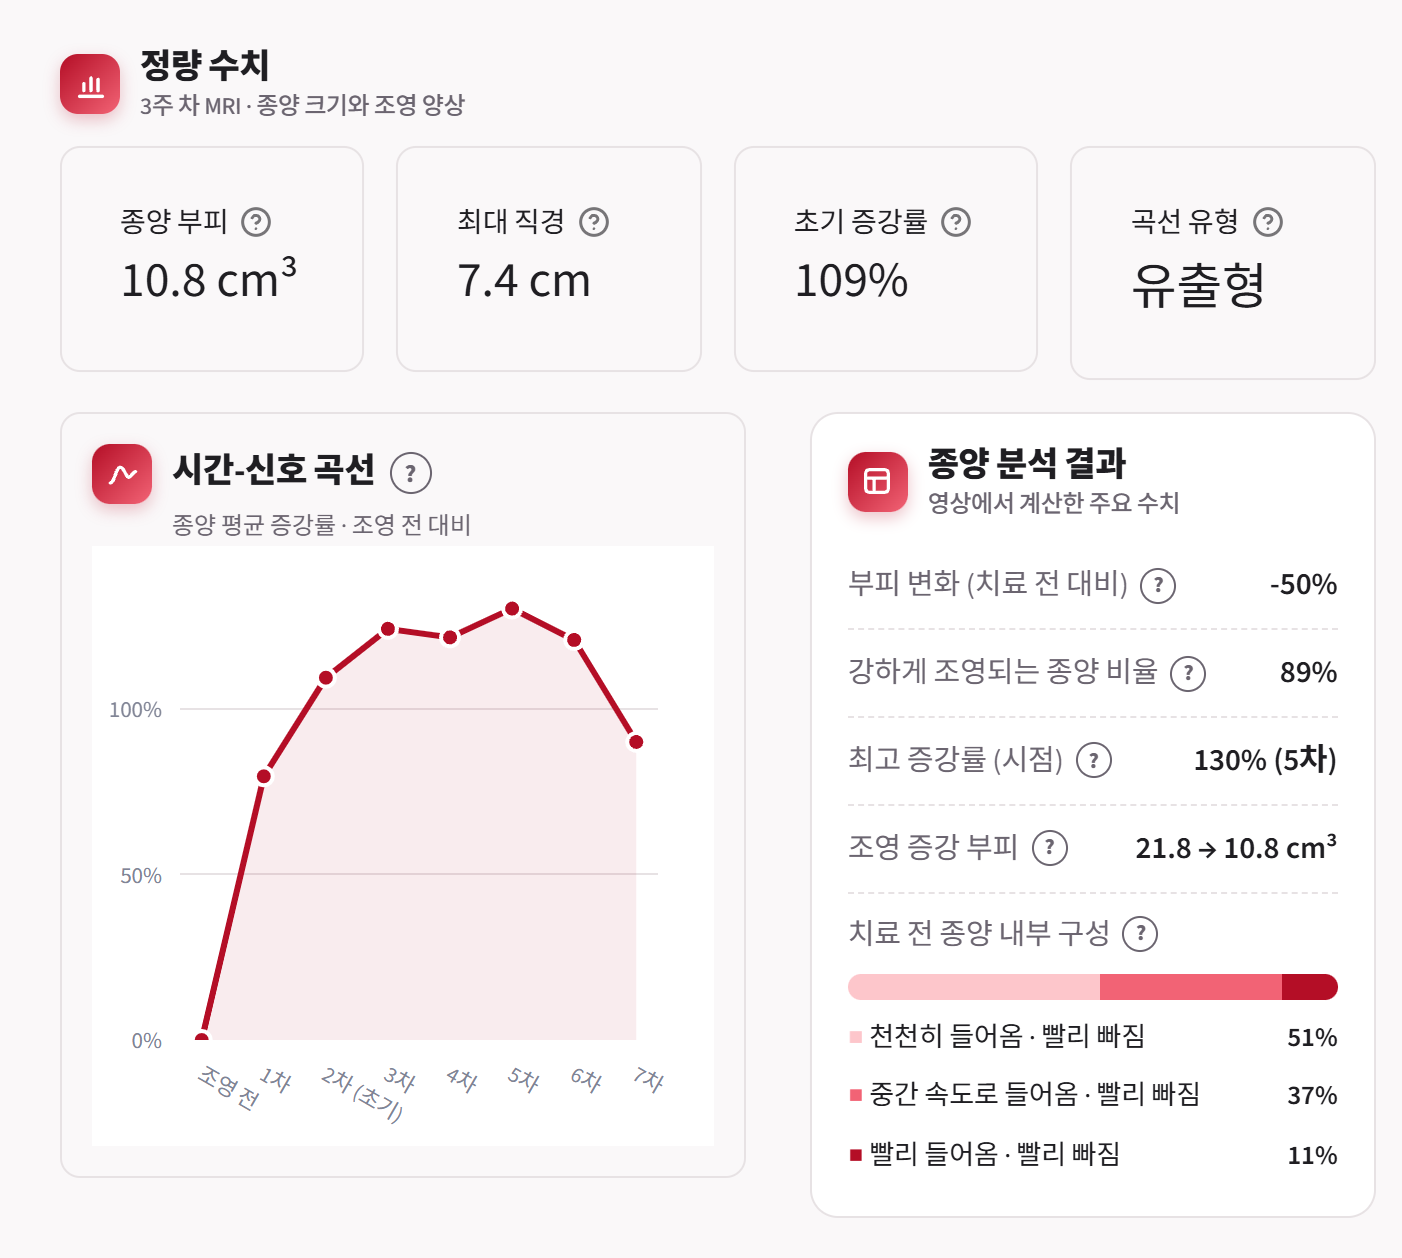 정량 수치
3주 차 MRI · 종양 크기와 조영 양상
종양 부피 ?
10.8 cm³
최대 직경 ?
7.4 cm
초기 증강률 ?
109%
곡선 유형 ?
유출형
시간-신호 곡선 ?
종양 평균 증강률 · 조영 전 대비
100%
50%
0%
조영 전
1차
2차 (초기)
3차
4차
5차
6차
7차
종양 분석 결과
영상에서 계산한 주요 수치
부피 변화 (치료 전 대비) ? -50%
강하게 조영되는 종양 비율 ? 89%
최고 증강률 (시점) ? 130% (5차)
조영 증강 부피 ? 21.8 → 10.8 cm³
치료 전 종양 내부 구성 ?
천천히 들어옴 · 빨리 빠짐 51%
중간 속도로 들어옴 · 빨리 빠짐 37%
빨리 들어옴 · 빨리 빠짐 11%